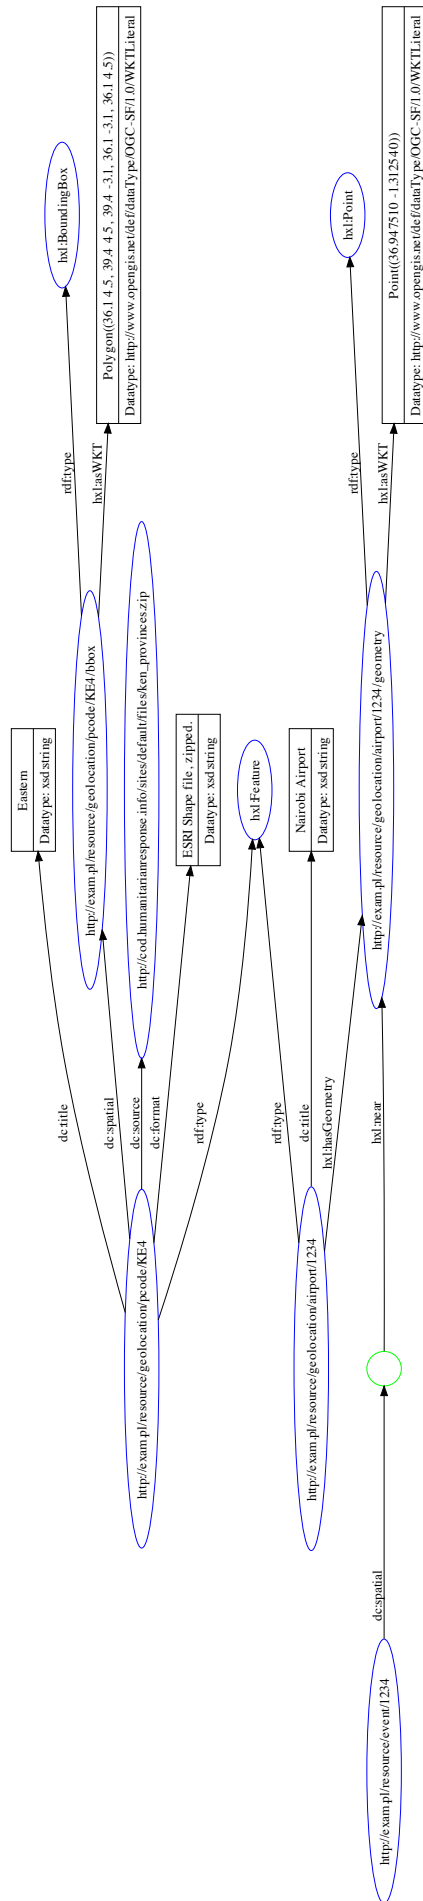 hxl:BoundingBox
Polygon((36.1 4.5, 39.4 4.5, 39.4 -3.1, 36.1 -3.1, 36.1 4.5))
Datatype: http://www.opengis.net/def/dataType/OGC-SF/1.0/WKTLiteral
rdf:type
hxl:asWKT
Eastern
Datatype: xsd:string
http://exam.pl/resource/geolocation/pcode/KE4/bbox
http://cod.humanitarianresponse.info/sites/default/files/ken_provinces.zip
ESRI Shape file, zipped.
Datatype: xsd:string
hxl:Feature
dc:title
dc:spatial
dc:source
dc:format
rdf:type
http://exam.pl/resource/geolocation/pcode/KE4
hxl:Point
Point((36.947510 -1.312540))
Datatype: http://www.opengis.net/def/dataType/OGC-SF/1.0/WKTLiteral
rdf:type
hxl:asWKT
Nairobi Airport
Datatype: xsd:string
http://exam.pl/resource/geolocation/airport/1234/geometry
rdf:type
dc:title
hxl:hasGeometry
hxl:near
http://exam.pl/resource/geolocation/airport/1234
dc:spatial
http://exam.pl/resource/event/1234